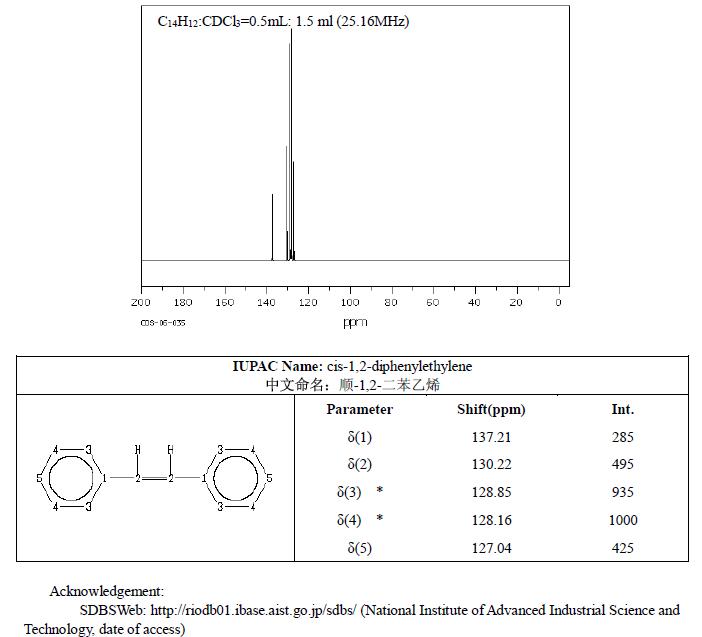 C14H12:CDCl3=0.5mL: 1.5 ml (25.16MHz)
200 180 160 140 120 100 80 60 40 20 0
CDS-06-035
ppm
IUPAC Name: cis-1,2-diphenylethylene
中文命名：顺-1,2-二苯乙烯
Parameter Shift(ppm) Int.
δ(1) 137.21 285
δ(2) 130.22 495
δ(3) * 128.85 935
δ(4) * 128.16 1000
δ(5) 127.04 425
4 3 H H 3 4
5 1 2 2 1 5
4 3 3 4
Acknowledgement:
SDBSWeb: http://riodb01.ibase.aist.go.jp/sdbs/ (National Institute of Advanced Industrial Science and
Technology, date of access)